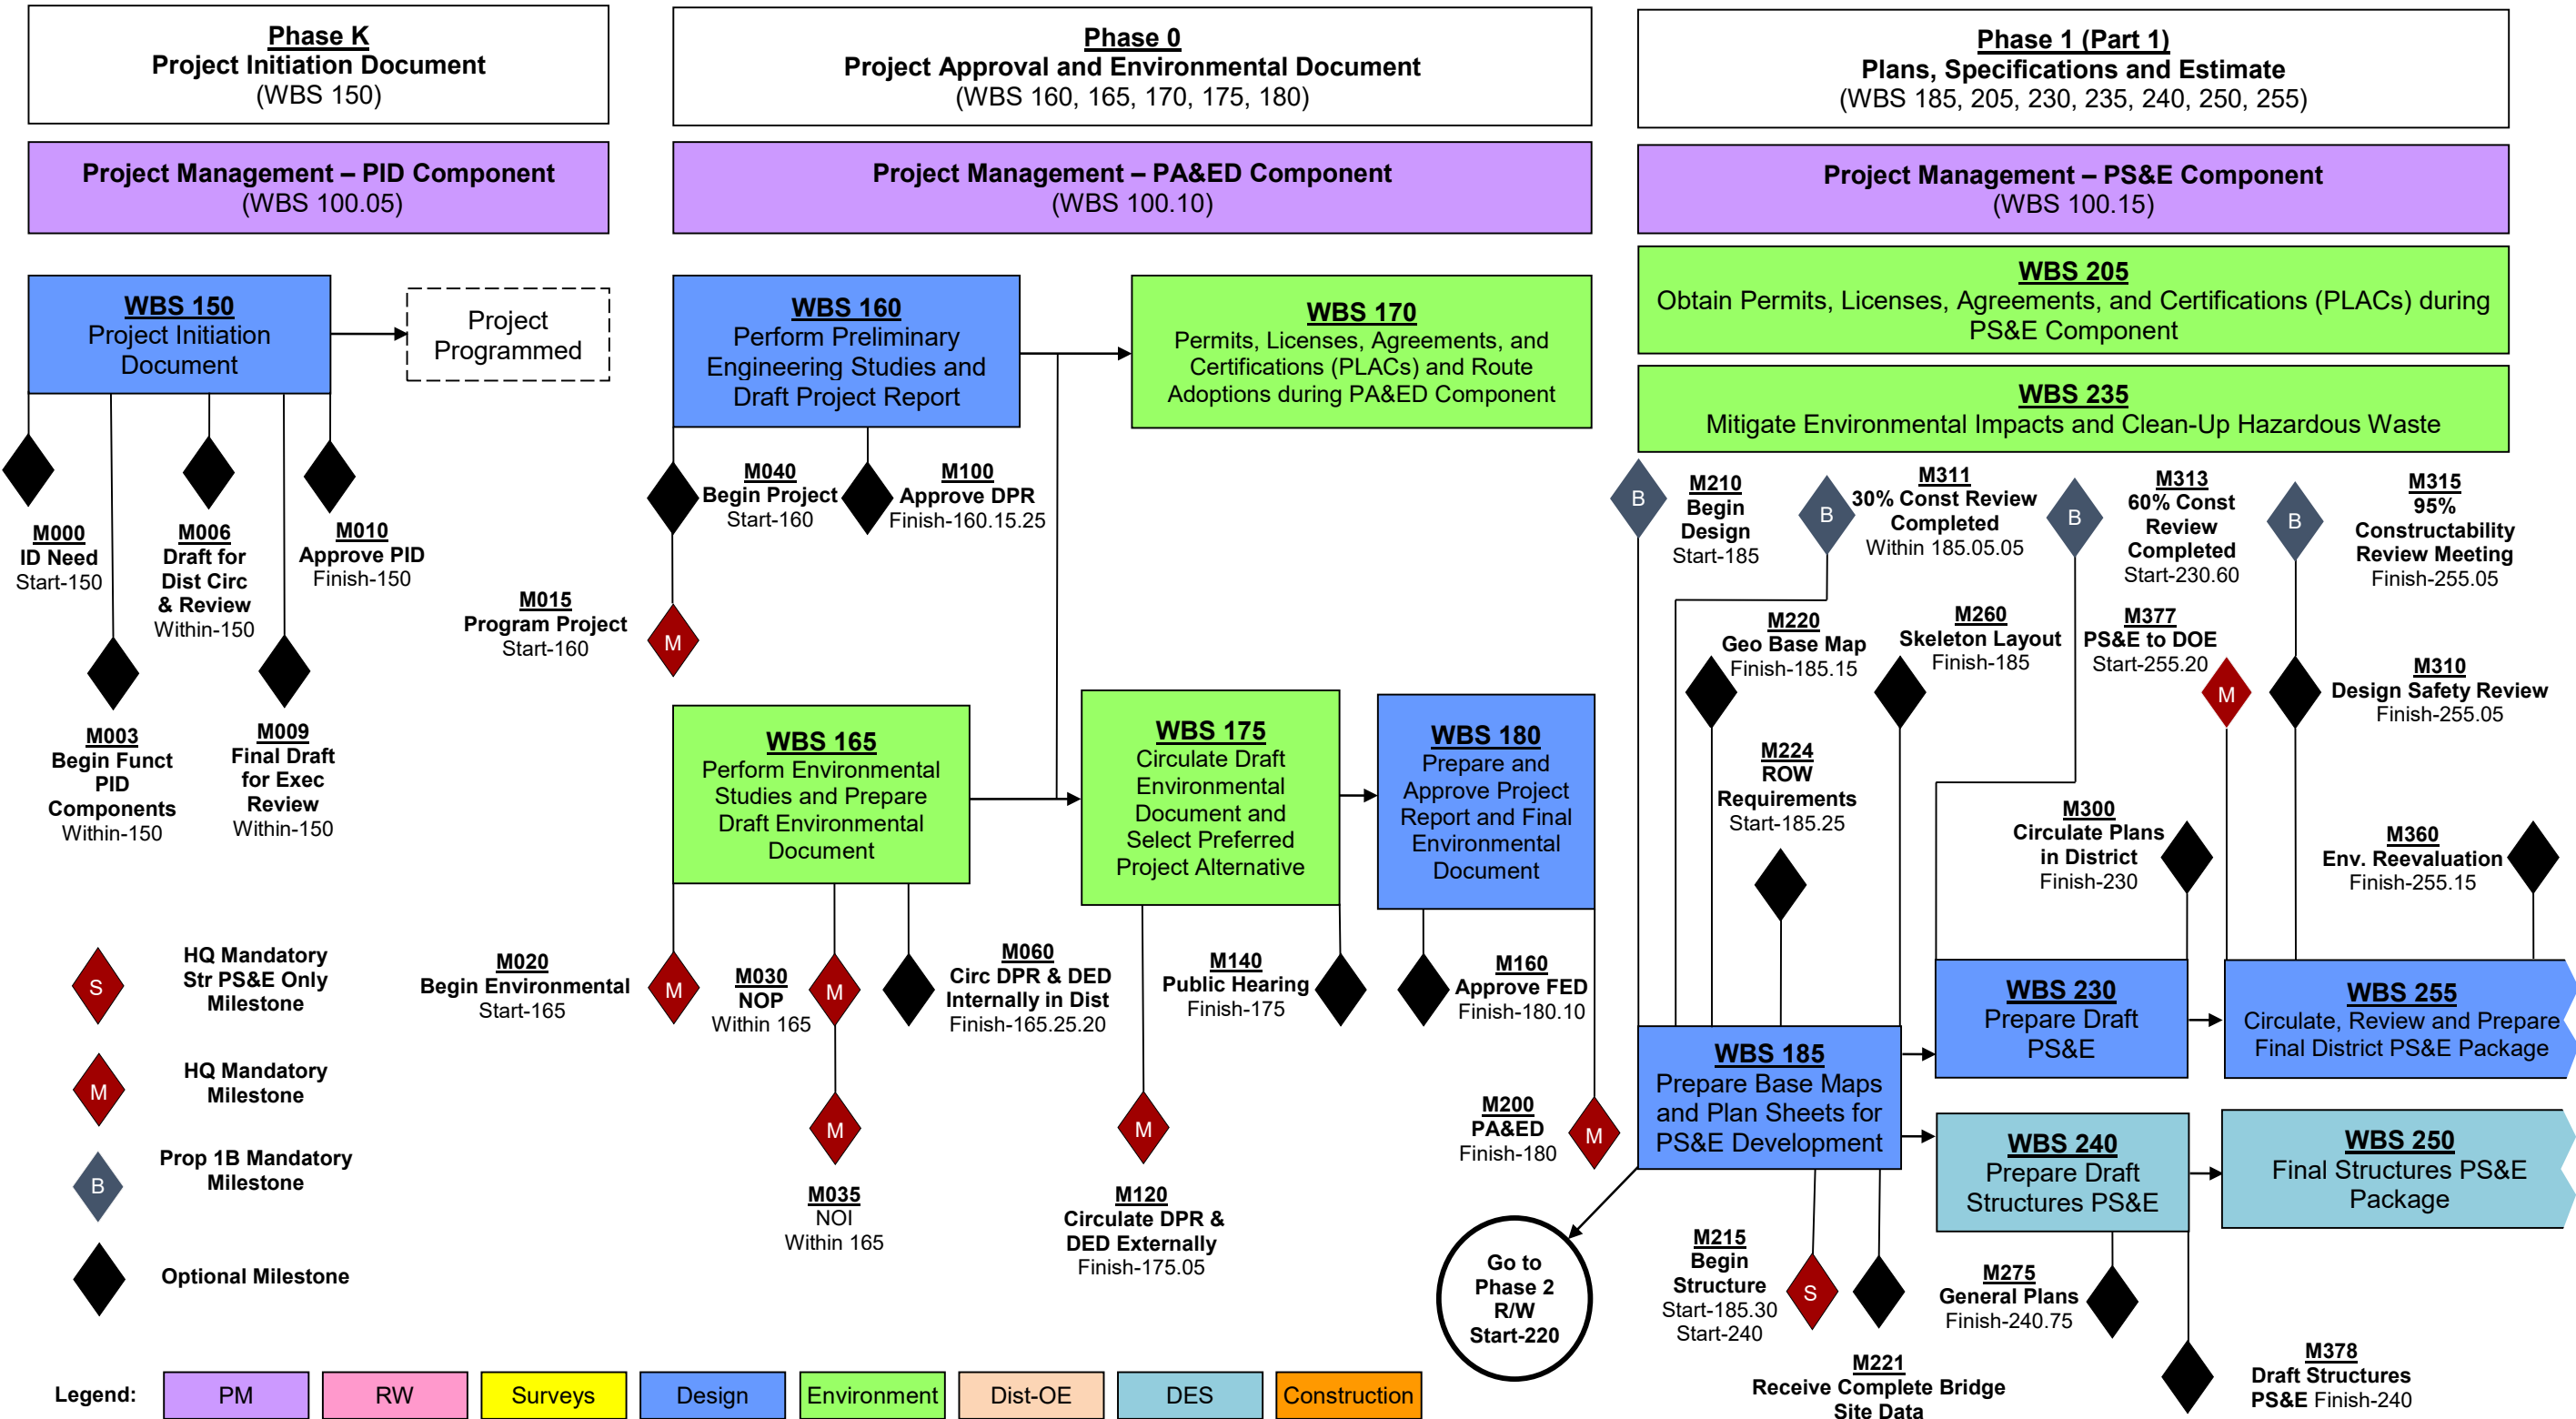 Phase K
Project Initiation Document
(WBS 150)
Project Management – PID Component
(WBS 100.05)
WBS 150
Project Initiation
Document
Project
Programmed
M000
ID Need
Start-150
M006
Draft for
Dist Circ
& Review
Within-150
M010
Approve PID
Finish-150
M003
Begin Funct
PID
Components
Within-150
M009
Final Draft
for Exec
Review
Within-150
Phase 0
Project Approval and Environmental Document
(WBS 160, 165, 170, 175, 180)
Project Management – PA&ED Component
(WBS 100.10)
WBS 160
Perform Preliminary
Engineering Studies and
Draft Project Report
WBS 170
Permits, Licenses, Agreements, and
Certifications (PLACs) and Route
Adoptions during PA&ED Component
M040
Begin Project
Start-160
M100
Approve DPR
Finish-160.15.25
M015
Program Project
Start-160
M
WBS 165
Perform Environmental
Studies and Prepare
Draft Environmental
Document
WBS 175
Circulate Draft
Environmental
Document and
Select Preferred
Project Alternative
WBS 180
Prepare and
Approve Project
Report and Final
Environmental
Document
M020
Begin Environmental
Start-165
M
M030
NOP
Within 165
M
M060
Circ DPR & DED
Internally in Dist
Finish-165.25.20
M140
Public Hearing
Finish-175
M160
Approve FED
Finish-180.10
M
M035
NOI
Within 165
M
M120
Circulate DPR &
DED Externally
Finish-175.05
M200
PA&ED
Finish-180
M
Phase 1 (Part 1)
Plans, Specifications and Estimate
(WBS 185, 205, 230, 235, 240, 250, 255)
Project Management – PS&E Component
(WBS 100.15)
WBS 205
Obtain Permits, Licenses, Agreements, and Certifications (PLACs) during
PS&E Component
WBS 235
Mitigate Environmental Impacts and Clean-Up Hazardous Waste
B
M210
Begin
Design
Start-185
B
M311
30% Const Review
Completed
Within 185.05.05
B
M313
60% Const
Review
Completed
Start-230.60
B
M315
95%
Constructability
Review Meeting
Finish-255.05
M220
Geo Base Map
Finish-185.15
M260
Skeleton Layout
Finish-185
M377
PS&E to DOE
Start-255.20
M
M310
Design Safety Review
Finish-255.05
M224
ROW
Requirements
Start-185.25
M300
Circulate Plans
in District
Finish-230
M360
Env. Reevaluation
Finish-255.15
WBS 185
Prepare Base Maps
and Plan Sheets for
PS&E Development
WBS 230
Prepare Draft
PS&E
WBS 255
Circulate, Review and Prepare
Final District PS&E Package
WBS 240
Prepare Draft
Structures PS&E
WBS 250
Final Structures PS&E
Package
Go to
Phase 2
R/W
Start-220
M215
Begin
Structure
Start-185.30
Start-240
S
M221
Receive Complete Bridge
Site Data
M275
General Plans
Finish-240.75
M378
Draft Structures
PS&E Finish-240
S
HQ Mandatory
Str PS&E Only
Milestone
M
HQ Mandatory
Milestone
B
Prop 1B Mandatory
Milestone
Optional Milestone
Legend:
PM
RW
Surveys
Design
Environment
Dist-OE
DES
Construction